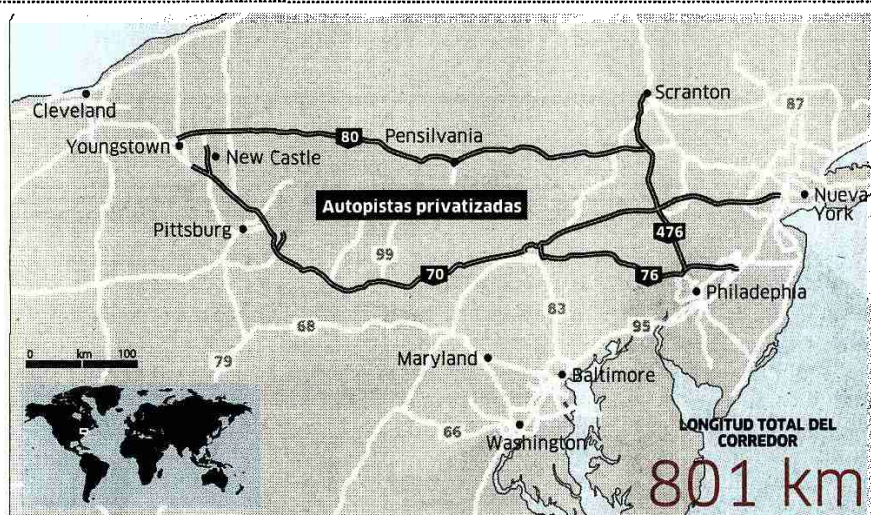 Cleveland
Scranton
87
Youngstown
80
Pensilvania
New Castle
Nueva
York
Autopistas privatizadas
Pittsburg
476
99
70
76
Philadephia
83
95
68
0 km 100
79
Maryland
Baltimore
66
Washington
LONGITUD TOTAL DEL
CORREDOR
801 km